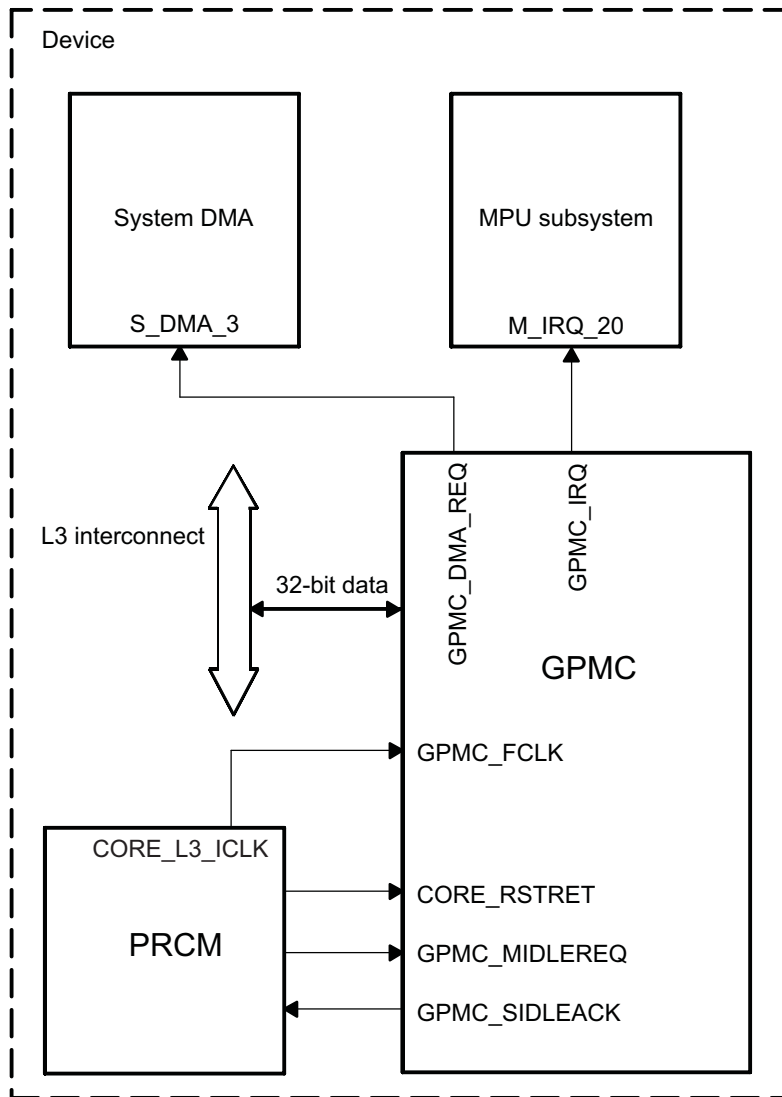 Device
System DMA
MPU subsystem
S_DMA_3
M_IRQ_20
GPMC_DMA_REQ
GPMC_IRQ
L3 interconnect
32-bit data
GPMC
GPMC_FCLK
CORE_L3_ICLK
CORE_RSTRET
PRCM
GPMC_MIDLEREQ
GPMC_SIDLEACK